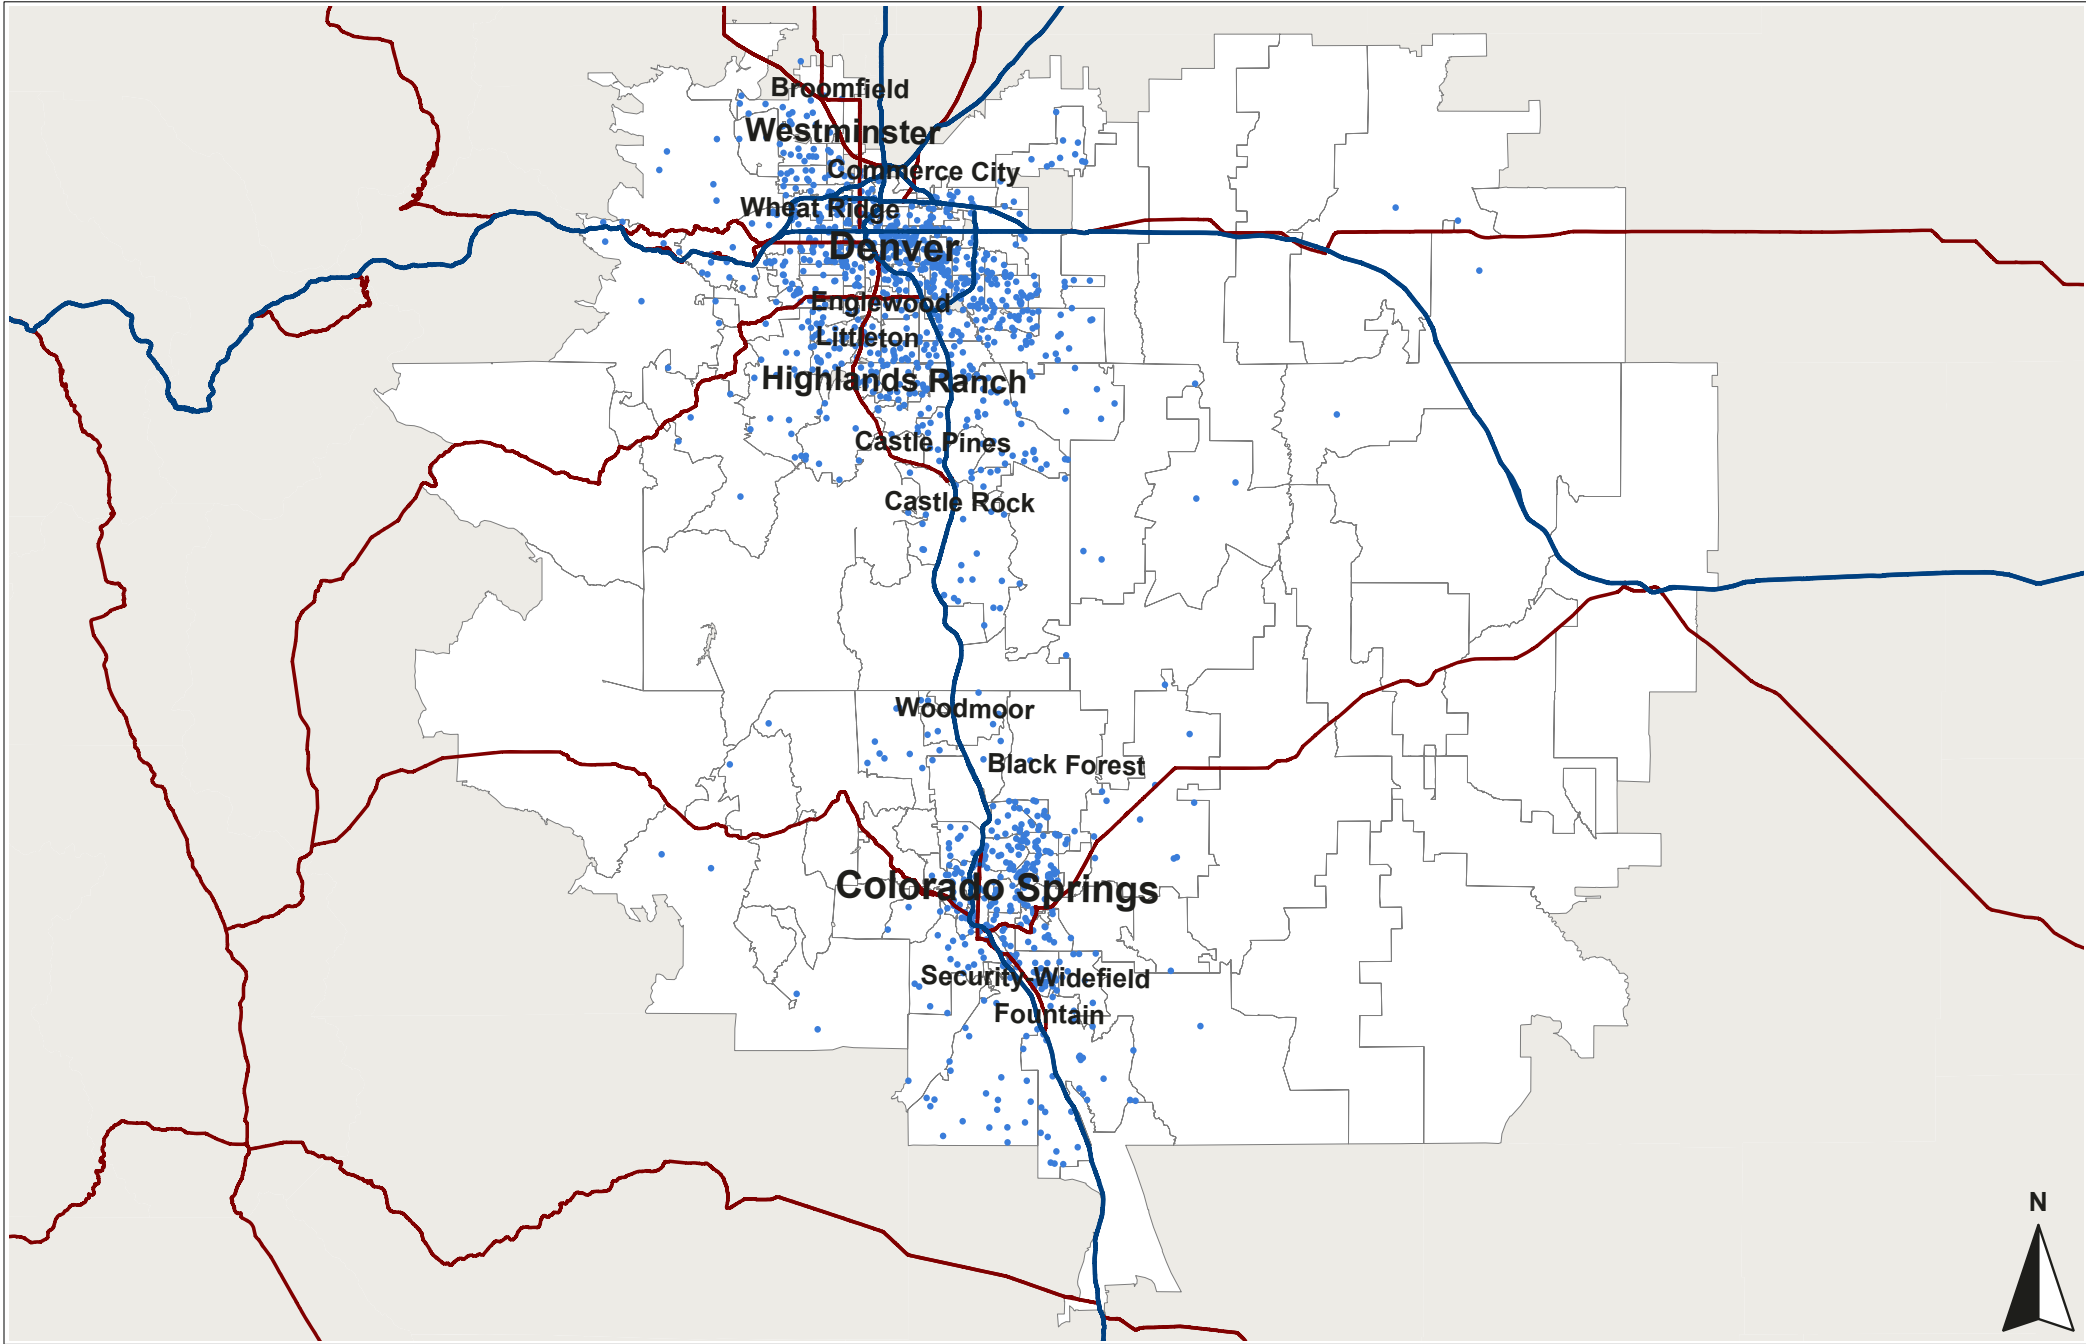 Broomfield
Westminster
Commerce City
Wheat Ridge
Denver
Englewood
Littleton
Highlands Ranch
Castle Pines
Castle Rock
Woodmoor
Black Forest
Colorado Springs
Security-Widefield
Fountain
N